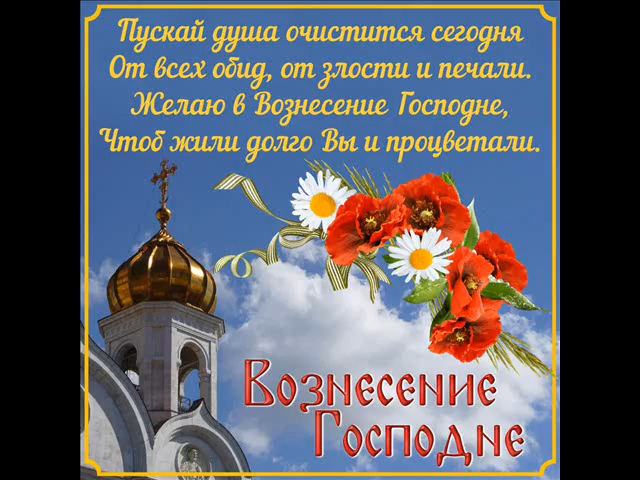 Пускай душа очистится сегодня
От всех обид, от злости и печали.
Желаю в Вознесение Господне,
Чтоб жили долго Вы и процветали.
Вознесение
Господне